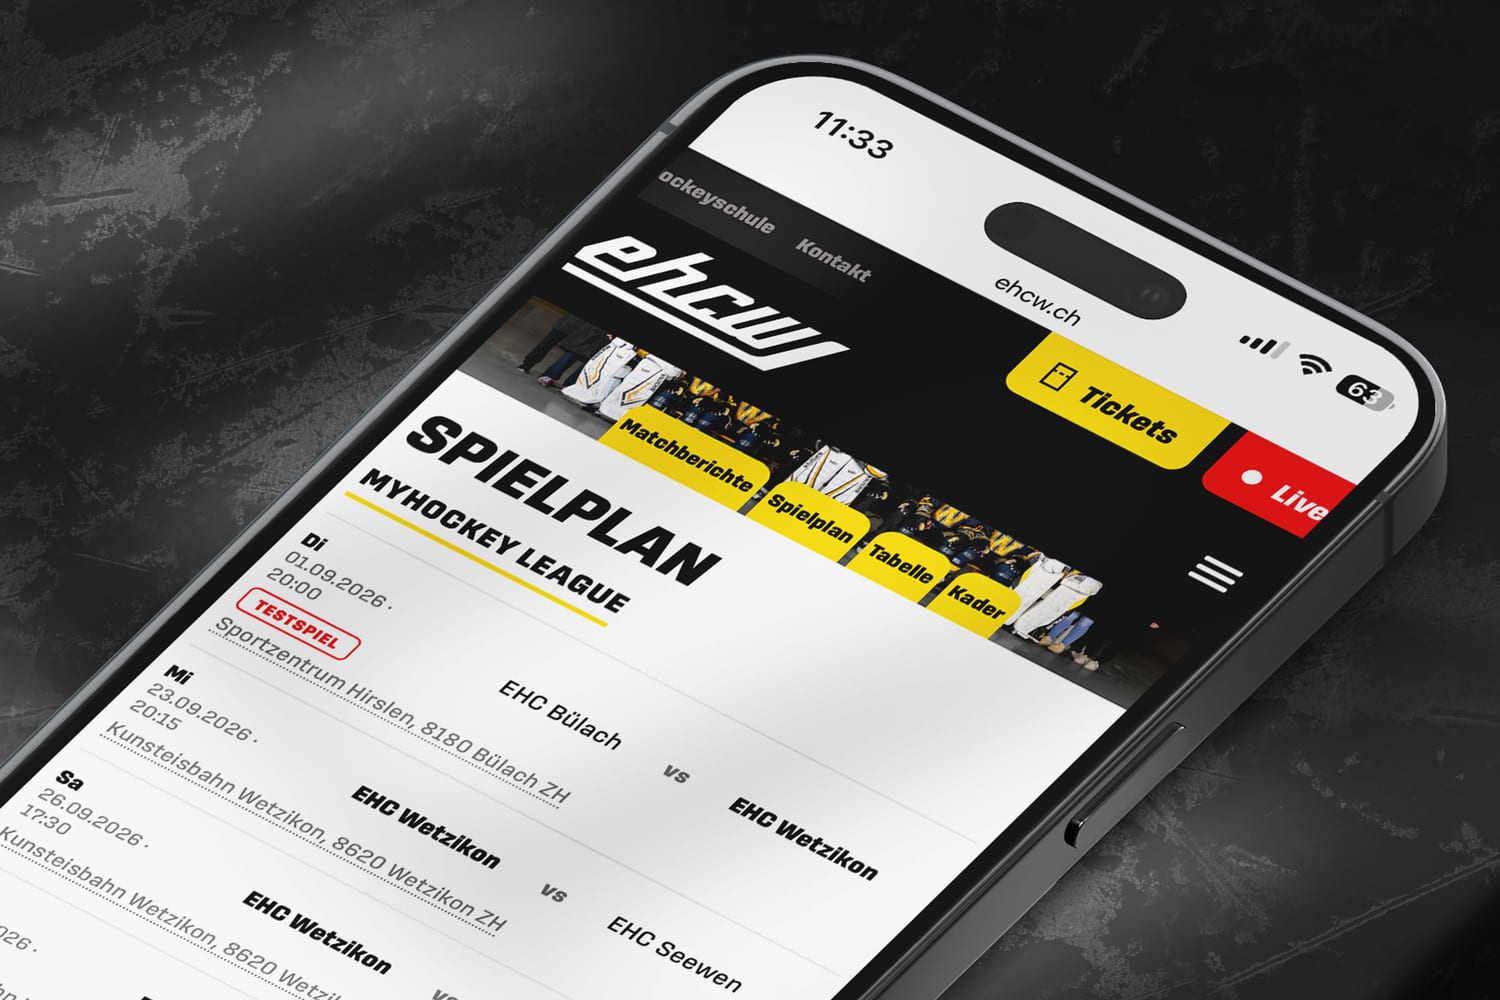 11:33
ehcw.ch
63
ockeyschule Kontakt
ehcw
Tickets
Live
Matchberichte
Spielplan
Tabelle
Kader
SPIELPLAN
MYHOCKEY LEAGUE
Di
01.09.2026 ·
20:00
TESTSPIEL
Sportzentrum Hirslen, 8180 Bülach ZH
EHC Bülach
vs
EHC Wetzikon
Mi
23.09.2026 ·
20:15
Kunsteisbahn Wetzikon, 8620 Wetzikon ZH
EHC Wetzikon
vs
EHC Seewen
Sa
26.09.2026 ·
17:30
Kunsteisbahn Wetzikon, 8620 Wetzi
EHC Wetzikon
vs
026 ·